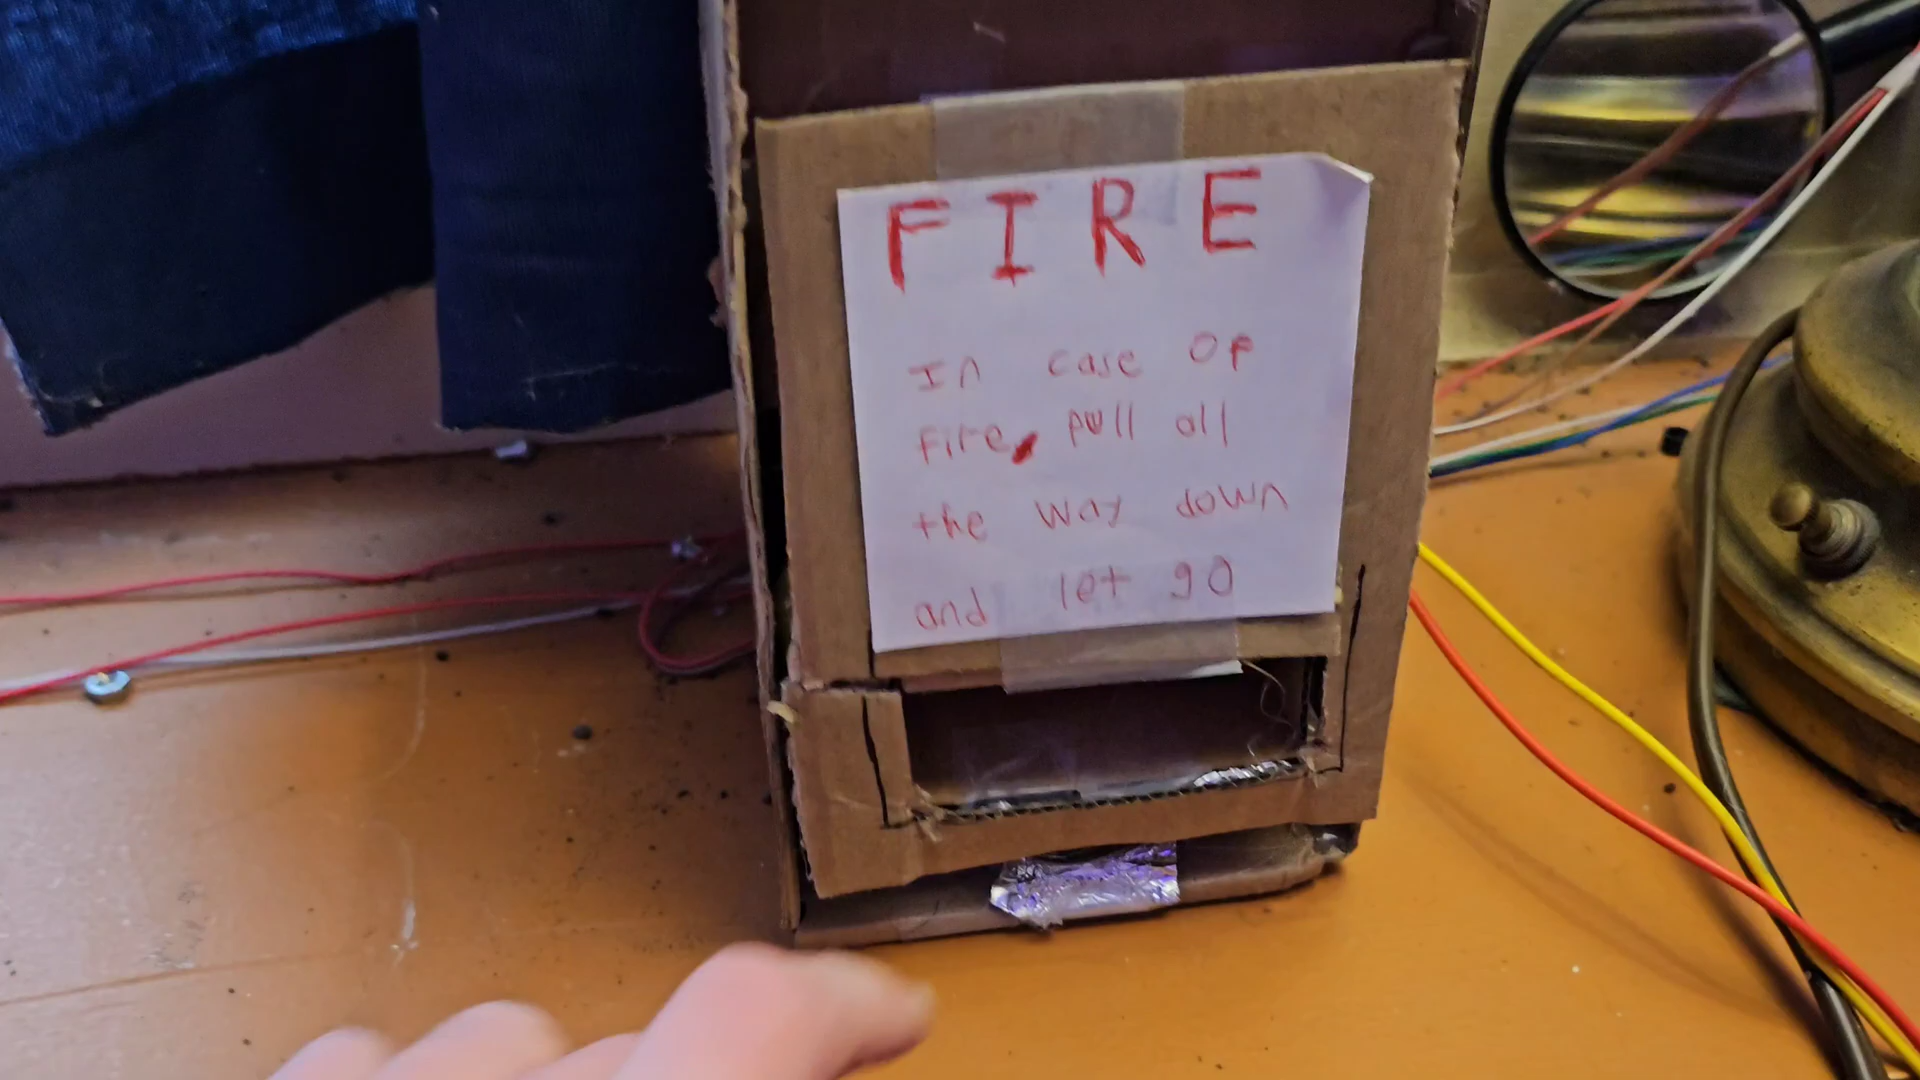 FIRE
In case OF
Fire, pull all
the way down
and let go